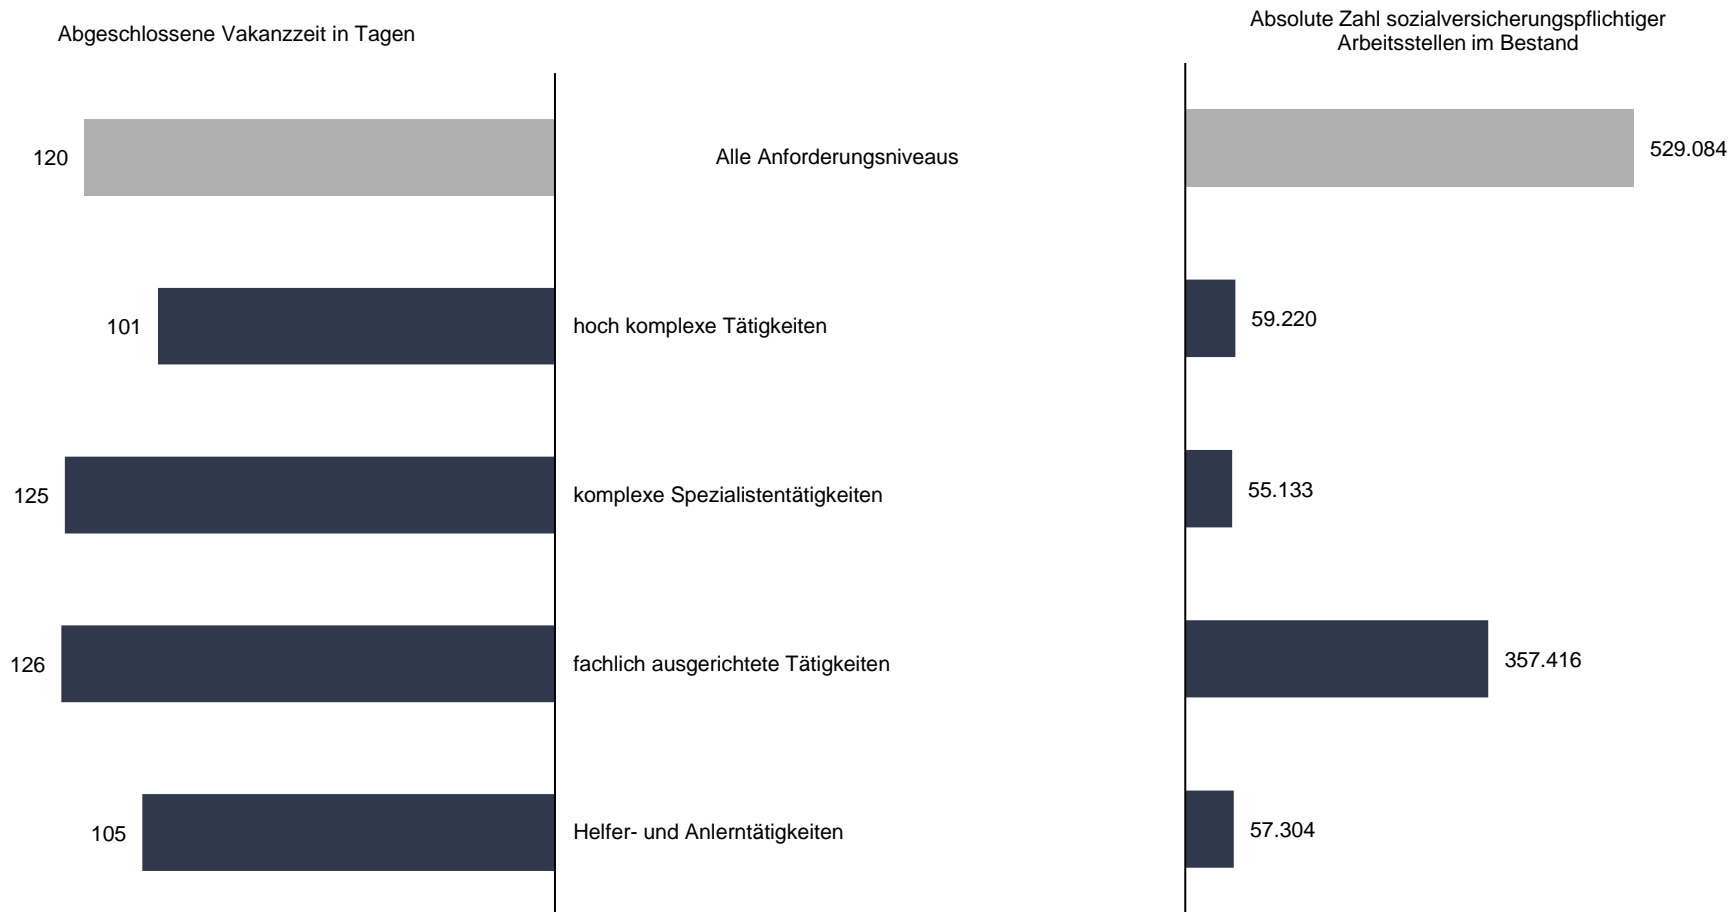 Abgeschlossene Vakanzzeit in Tagen
Absolute Zahl sozialversicherungspflichtiger
Arbeitsstellen im Bestand
120
Alle Anforderungsniveaus
529.084
101
hoch komplexe Tätigkeiten
59.220
125
komplexe Spezialistentätigkeiten
55.133
126
fachlich ausgerichtete Tätigkeiten
357.416
105
Helfer- und Anlerntätigkeiten
57.304